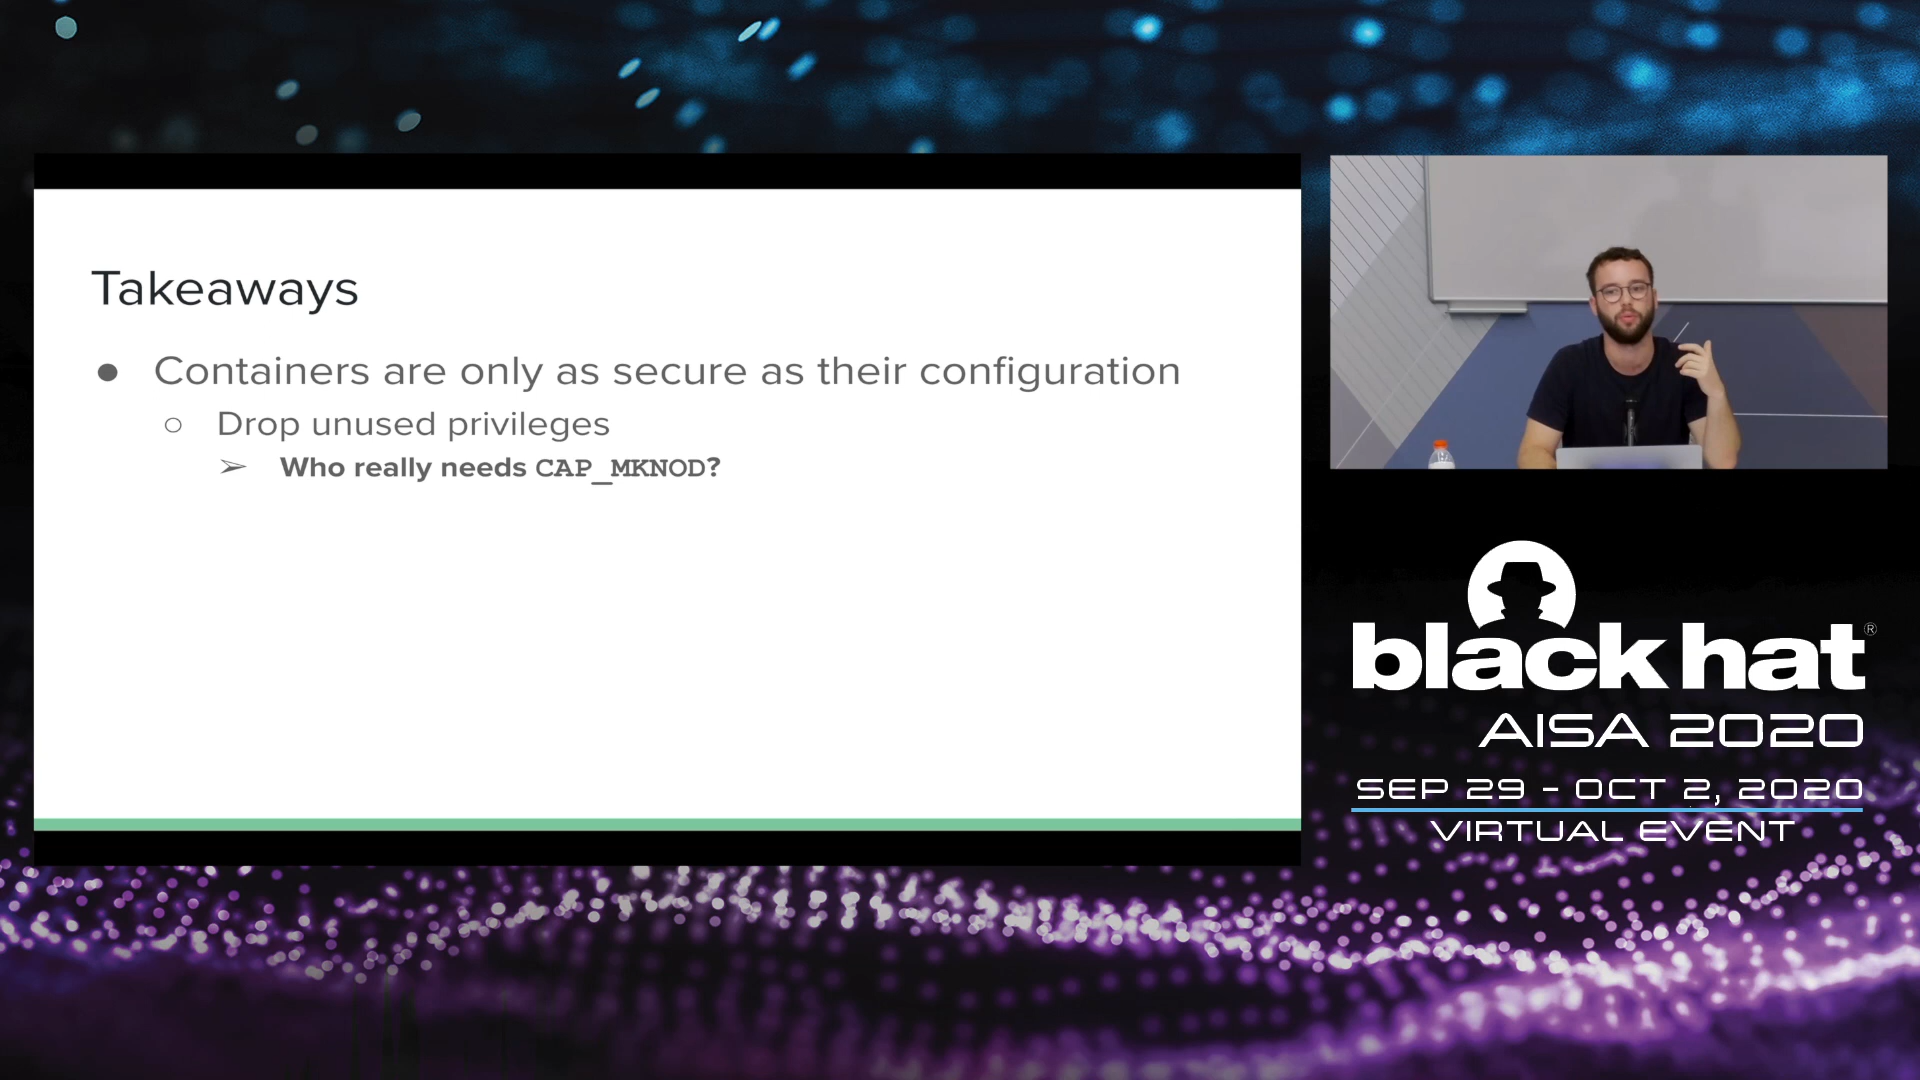 Takeaways
● Containers are only as secure as their configuration
○ Drop unused privileges
➢ Who really needs CAP_MKNOD?
black hat®
AISA 2020
SEP 29 - OCT 2, 2020
VIRTUAL EVENT